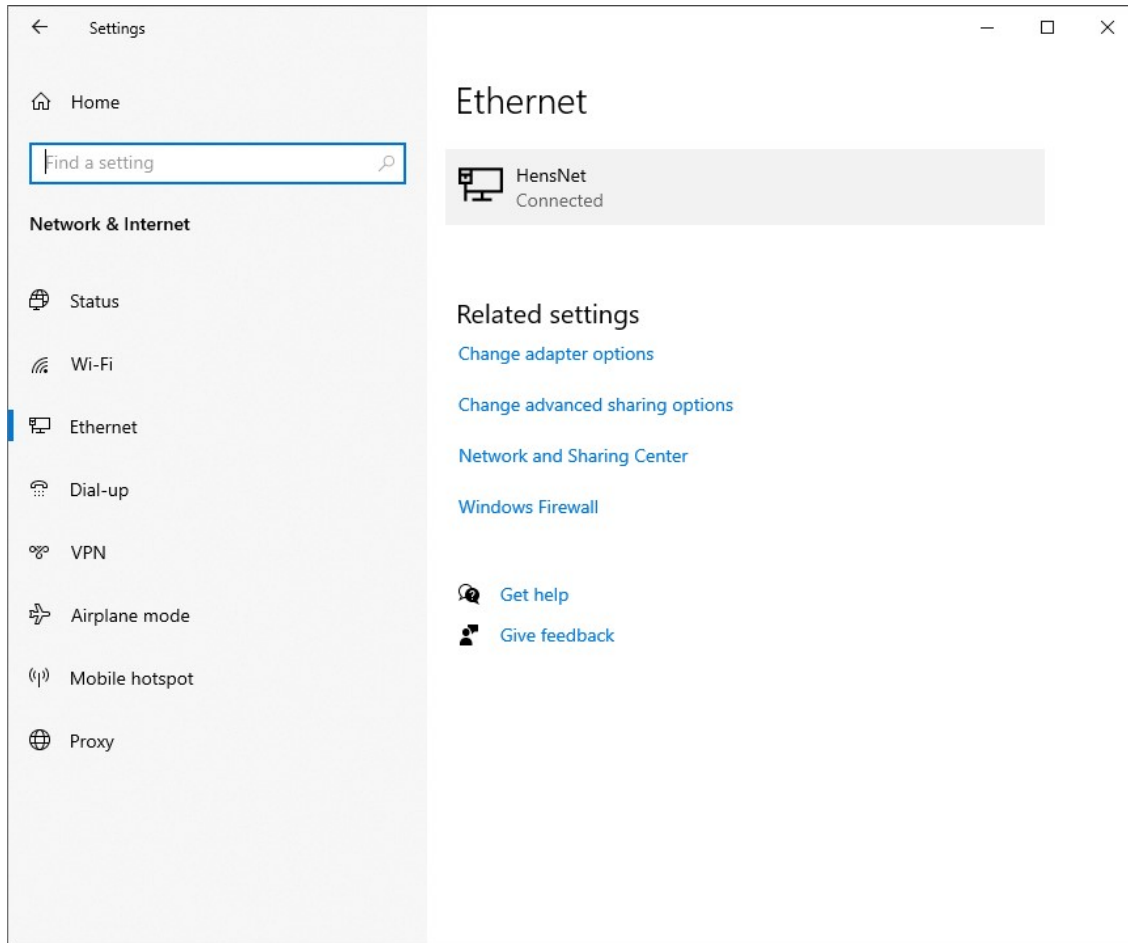 Settings
Home
Find a setting
Network & Internet
Status
Wi-Fi
Ethernet
Dial-up
VPN
Airplane mode
Mobile hotspot
Proxy
Ethernet
HensNet
Connected
Related settings
Change adapter options
Change advanced sharing options
Network and Sharing Center
Windows Firewall
Get help
Give feedback